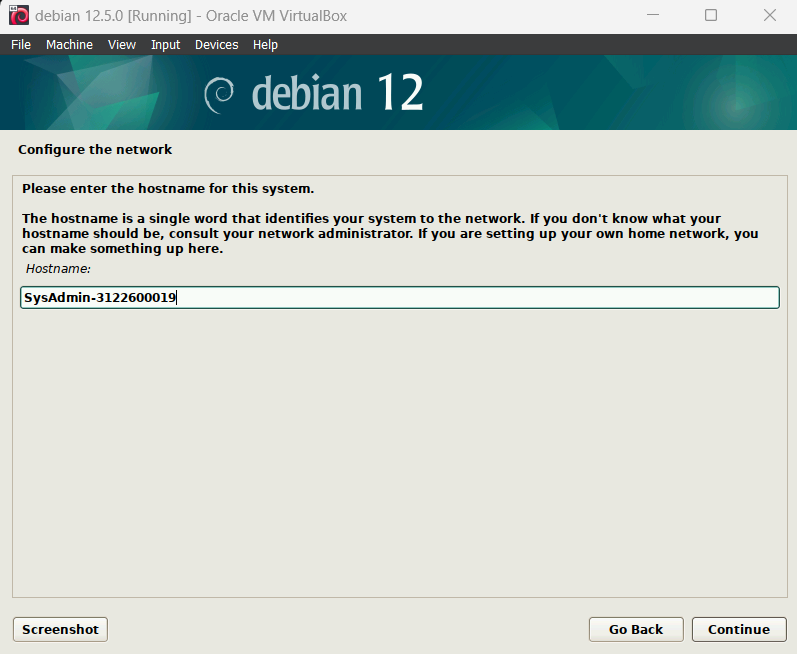 debian 12.5.0 [Running] - Oracle VM VirtualBox
File Machine View Input Devices Help
debian 12
Configure the network
Please enter the hostname for this system.
The hostname is a single word that identifies your system to the network. If you don't know what your
hostname should be, consult your network administrator. If you are setting up your own home network, you
can make something up here.
Hostname:
SysAdmin-3122600019
Screenshot Go Back Continue